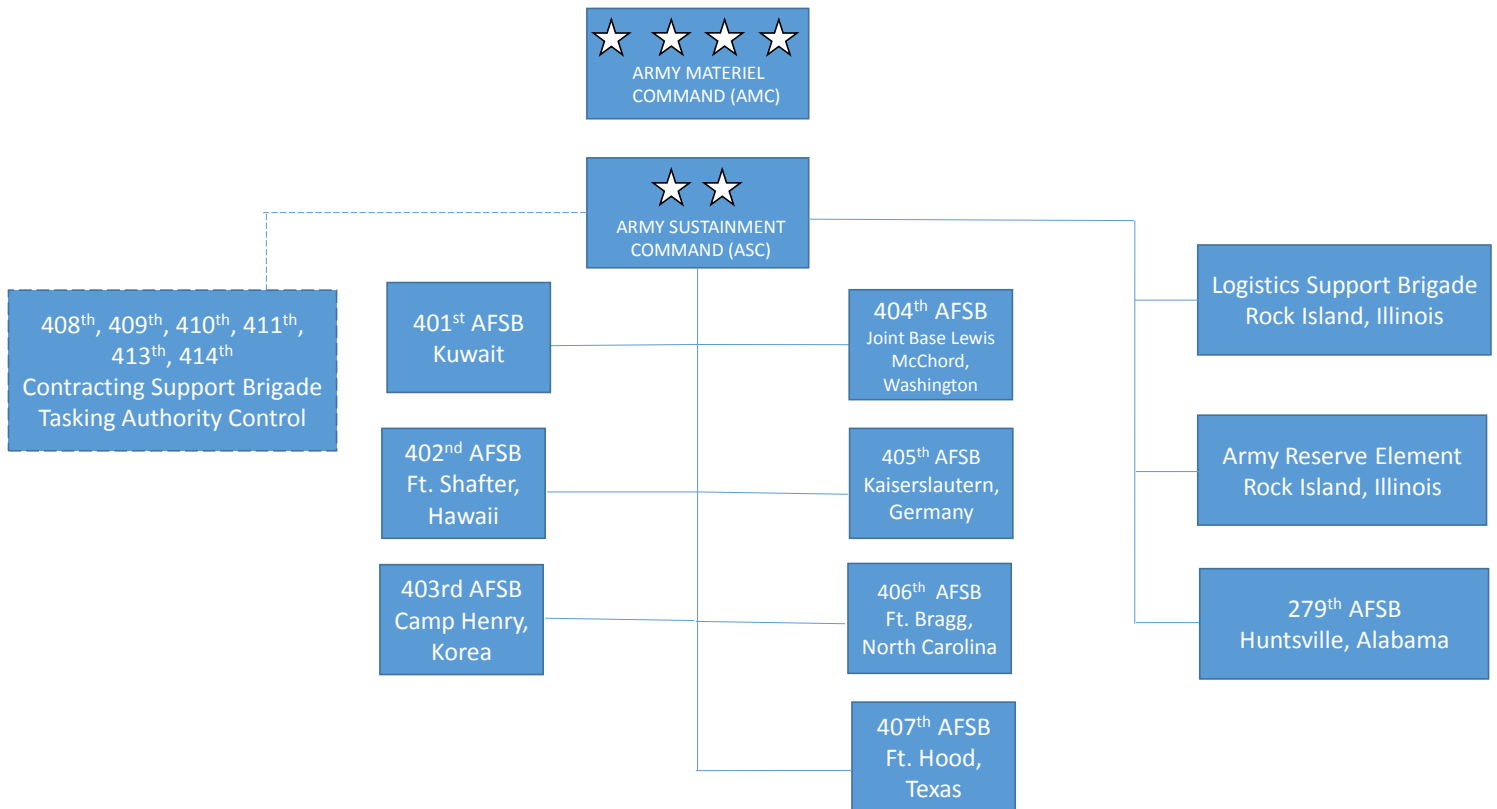 ARMY MATERIEL
COMMAND (AMC)
ARMY SUSTAINMENT
COMMAND (ASC)
408th, 409th, 410th, 411th,
413th, 414th
Contracting Support Brigade
Tasking Authority Control
401st AFSB
Kuwait
404th AFSB
Joint Base Lewis
McChord,
Washington
Logistics Support Brigade
Rock Island, Illinois
402nd AFSB
Ft. Shafter,
Hawaii
405th AFSB
Kaiserslautern,
Germany
Army Reserve Element
Rock Island, Illinois
403rd AFSB
Camp Henry,
Korea
406th AFSB
Ft. Bragg,
North Carolina
279th AFSB
Huntsville, Alabama
407th AFSB
Ft. Hood,
Texas